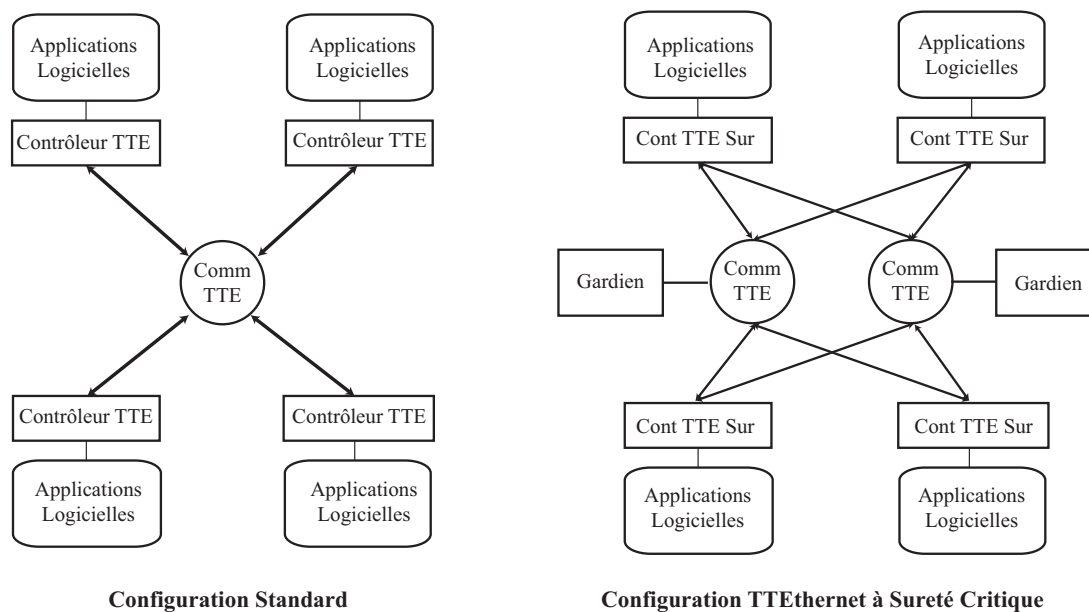 Applications
Logicielles
Applications
Logicielles
Contrôleur TTE
Contrôleur TTE
Comm
TTE
Contrôleur TTE
Contrôleur TTE
Applications
Logicielles
Applications
Logicielles
Configuration Standard
Applications
Logicielles
Applications
Logicielles
Cont TTE Sur
Cont TTE Sur
Gardien
Comm
TTE
Comm
TTE
Gardien
Cont TTE Sur
Cont TTE Sur
Applications
Logicielles
Applications
Logicielles
Configuration TTEthernet à Sureté Critique